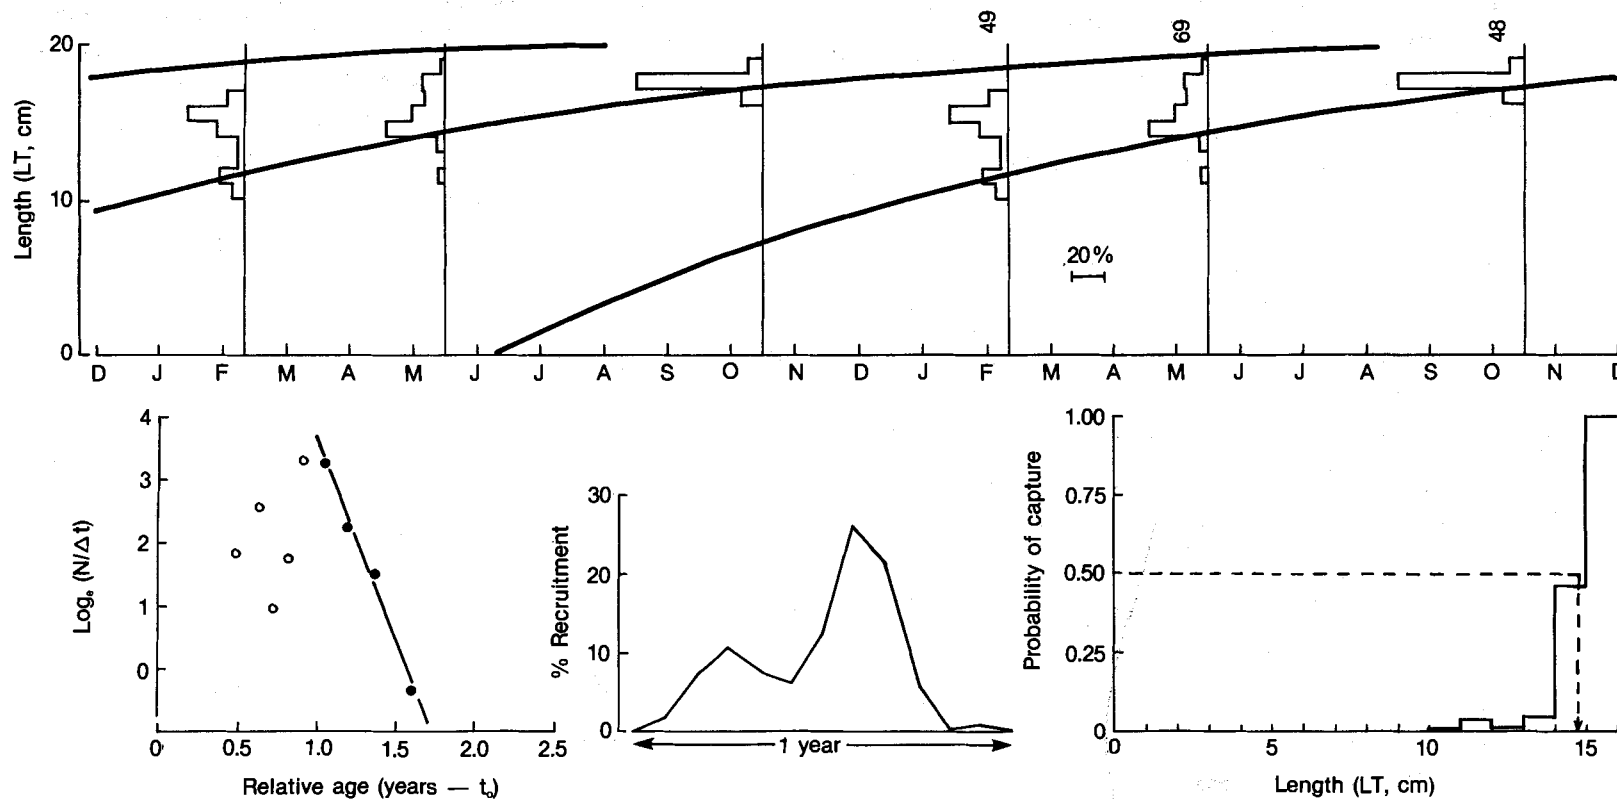 49
69
48
20
10
0
Length (LT, cm)
20%
D J F M A M J J A S O N D J F M A M J J A S O N D
4
3
2
1
0
Logₑ (N/Δt)
0 0.5 1.0 1.5 2.0 2.5
Relative age (years — t₀)
30
20
10
0
% Recruitment
1 year
1.00
0.75
0.50
0.25
0
Probability of capture
0 5 10 15
Length (LT, cm)